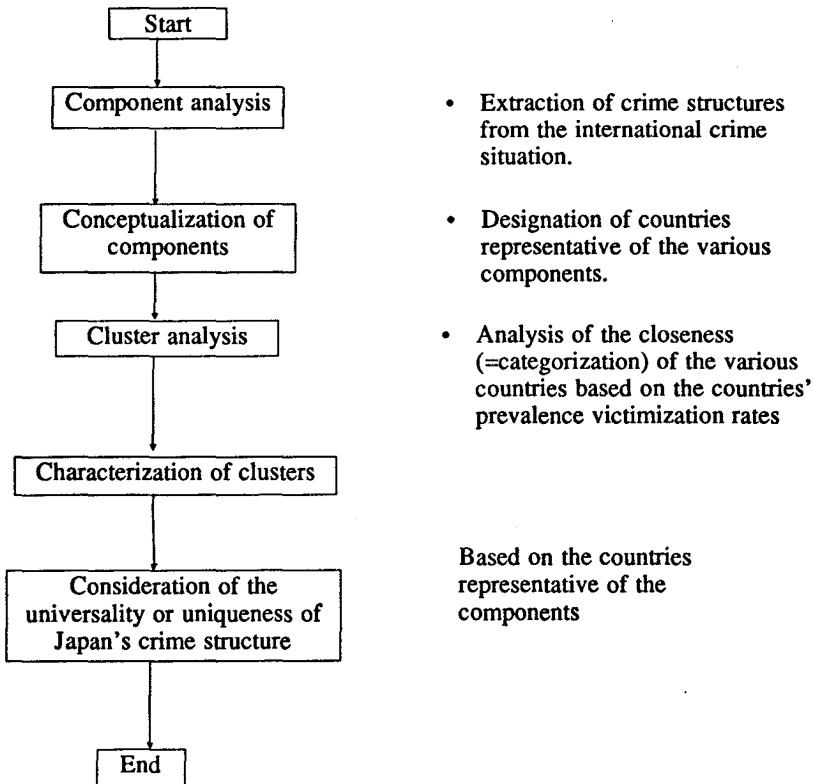 Start
Component analysis
• Extraction of crime structures
from the international crime
situation.
Conceptualization of
components
• Designation of countries
representative of the various
components.
Cluster analysis
• Analysis of the closeness
(=categorization) of the various
countries based on the countries’
prevalence victimization rates
Characterization of clusters
Consideration of the
universality or uniqueness of
Japan’s crime structure
Based on the countries
representative of the
components
End